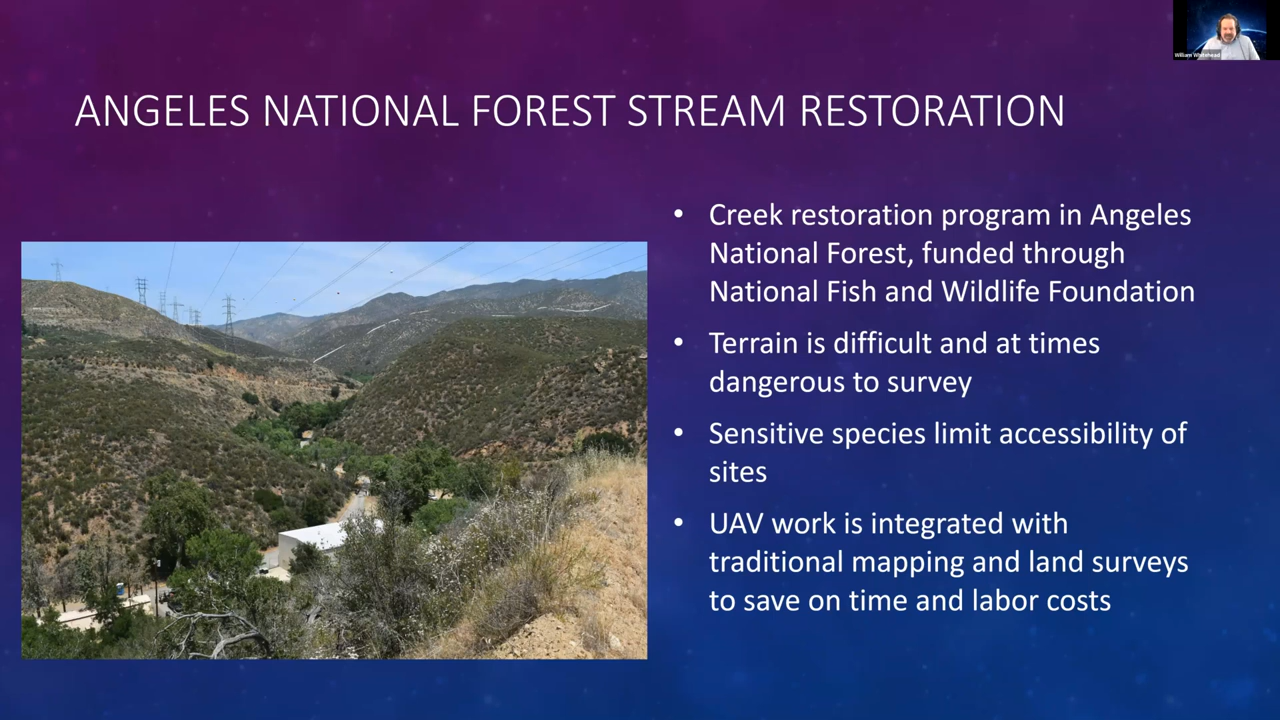 William Whitehead
ANGELES NATIONAL FOREST STREAM RESTORATION
• Creek restoration program in Angeles
National Forest, funded through
National Fish and Wildlife Foundation
• Terrain is difficult and at times
dangerous to survey
• Sensitive species limit accessibility of
sites
• UAV work is integrated with
traditional mapping and land surveys
to save on time and labor costs